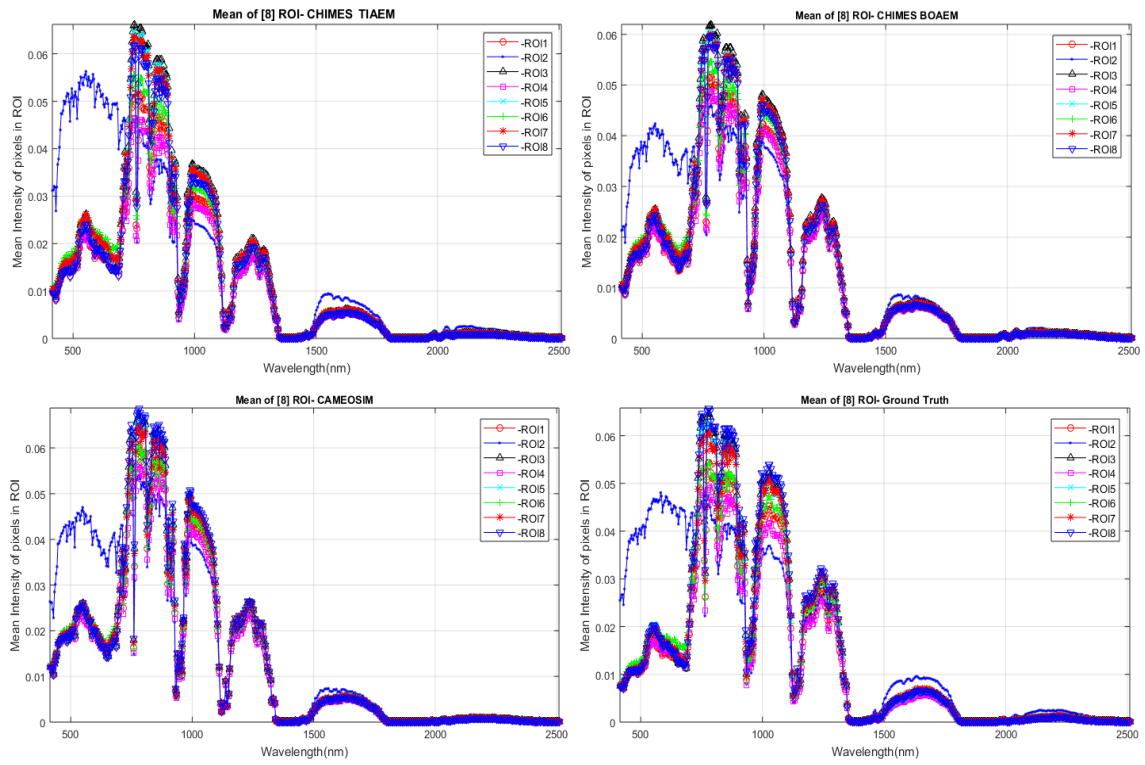 Mean of [8] ROI- CHIMES TIAEM
Mean Intensity of pixels in ROI
0.06
0.05
0.04
0.03
0.02
0.01
0
500
1000
1500
2000
2500
Wavelength(nm)
-ROI1
-ROI2
-ROI3
-ROI4
-ROI5
-ROI6
-ROI7
-ROI8
Mean of [8] ROI- CHIMES BOAEM
Mean Intensity of pixels in ROI
0.06
0.05
0.04
0.03
0.02
0.01
0
500
1000
1500
2000
2500
Wavelength(nm)
-ROI1
-ROI2
-ROI3
-ROI4
-ROI5
-ROI6
-ROI7
-ROI8
Mean of [8] ROI- CAMEOSIM
Mean Intensity of pixels in ROI
0.06
0.05
0.04
0.03
0.02
0.01
0
500
1000
1500
2000
2500
Wavelength(nm)
-ROI1
-ROI2
-ROI3
-ROI4
-ROI5
-ROI6
-ROI7
-ROI8
Mean of [8] ROI-Ground Truth
Mean Intensity of pixels in ROI
0.06
0.05
0.04
0.03
0.02
0.01
0
500
1000
1500
2000
2500
Wavelength(nm)
-ROI1
-ROI2
-ROI3
-ROI4
-ROI5
-ROI6
-ROI7
-ROI8